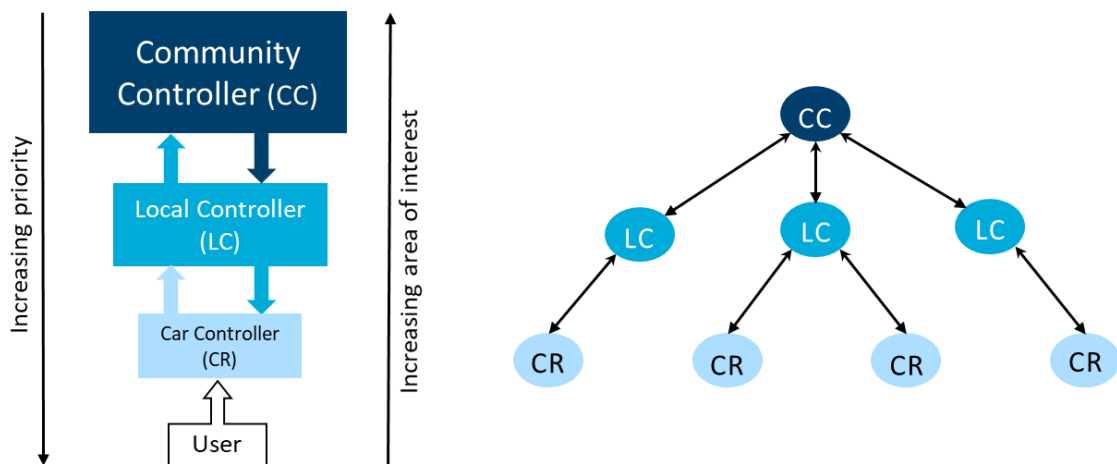 Increasing priority
Community
Controller (CC)
Local Controller
(LC)
Car Controller
(CR)
User
Increasing area of interest
CC
LC
LC
LC
CR
CR
CR
CR